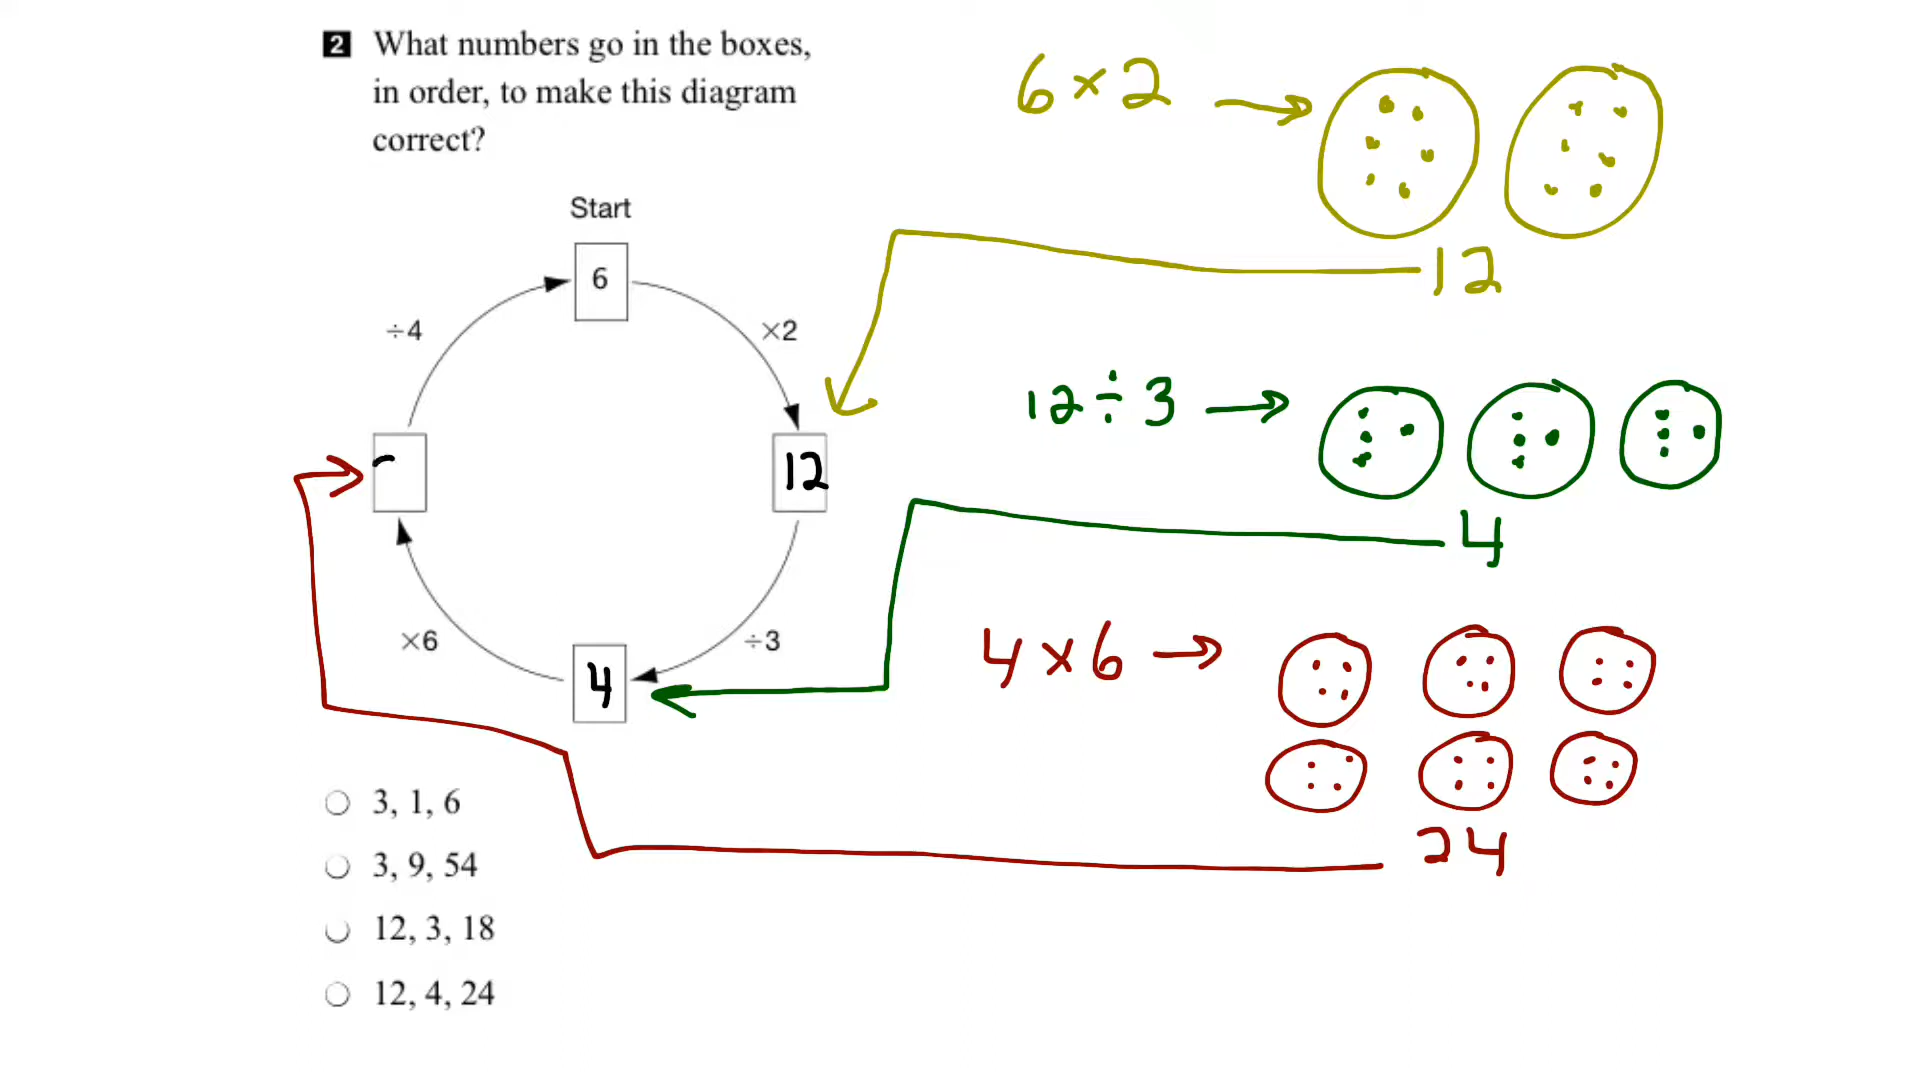 2 What numbers go in the boxes,
in order, to make this diagram
correct?
Start
6
÷4
×2
12
×6
÷3
4
3, 1, 6
3, 9, 54
12, 3, 18
12, 4, 24
6 × 2
12
12 ÷ 3
4
4 × 6
24